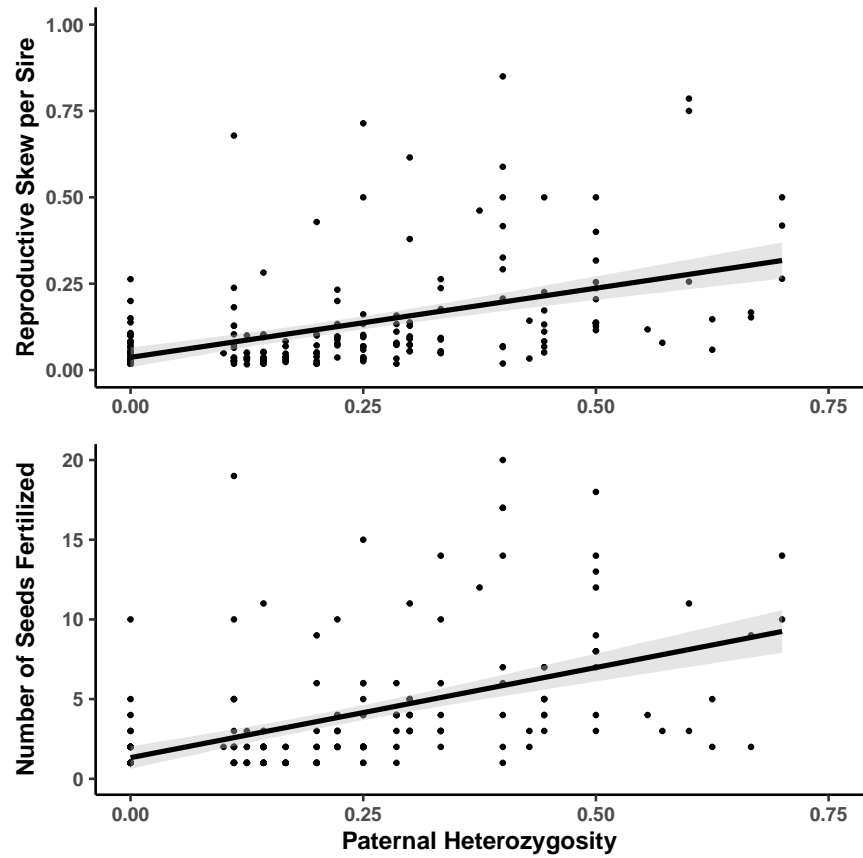 Reproductive Skew per Sire
1.00
0.75
0.50
0.25
0.00
0.00 0.25 0.50 0.75
Number of Seeds Fertilized
20
15
10
5
0
0.00 0.25 0.50 0.75
Paternal Heterozygosity